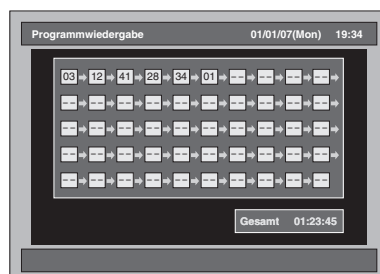 Programmwiedergabe 01/01/07(Mon) 19:34
03 → 12 → 41 → 28 → 34 → 01 → -- → -- → -- → -- →
-- → -- → -- → -- → -- → -- → -- → -- → -- → -- →
-- → -- → -- → -- → -- → -- → -- → -- → -- → -- →
-- → -- → -- → -- → -- → -- → -- → -- → -- → -- →
-- → -- → -- → -- → -- → -- → -- → -- → -- → --
Gesamt 01:23:45